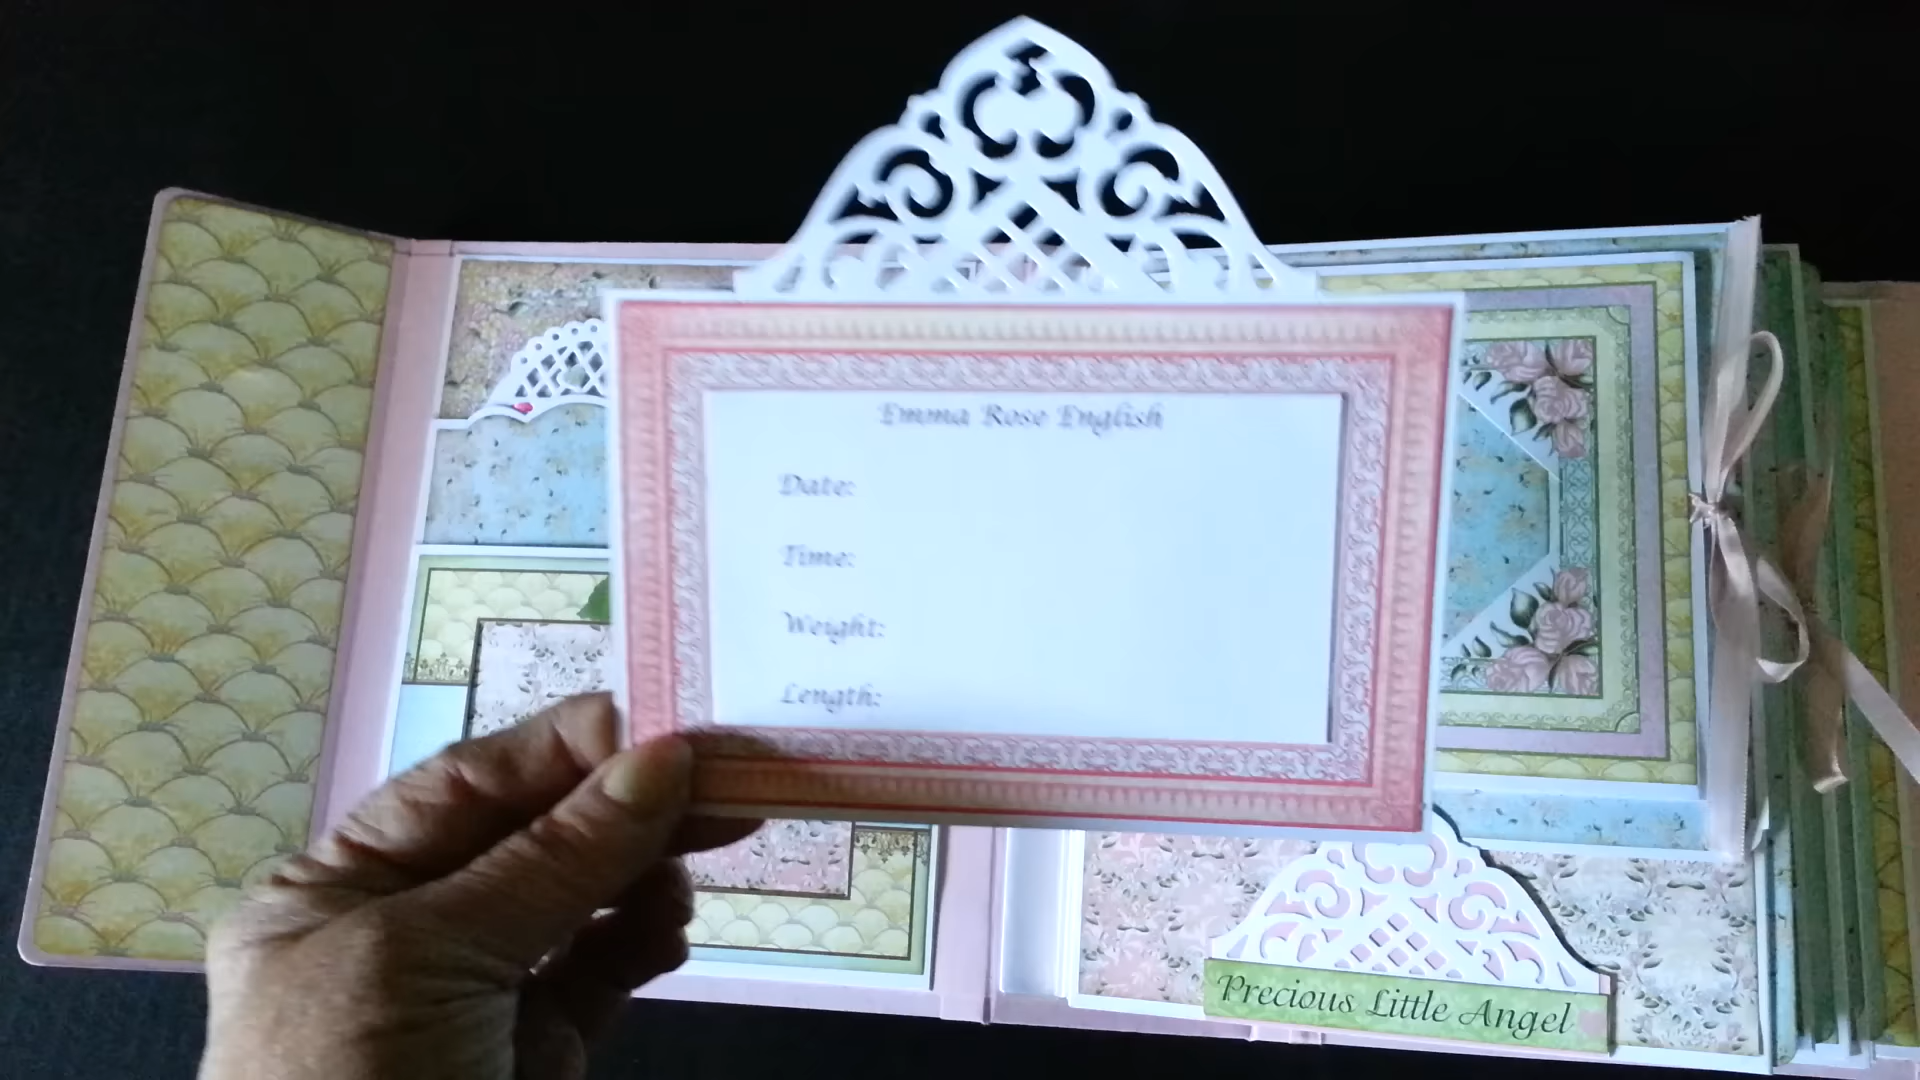 Emma Rose English
Date:
Time:
Weight:
Length:
Precious Little Angel